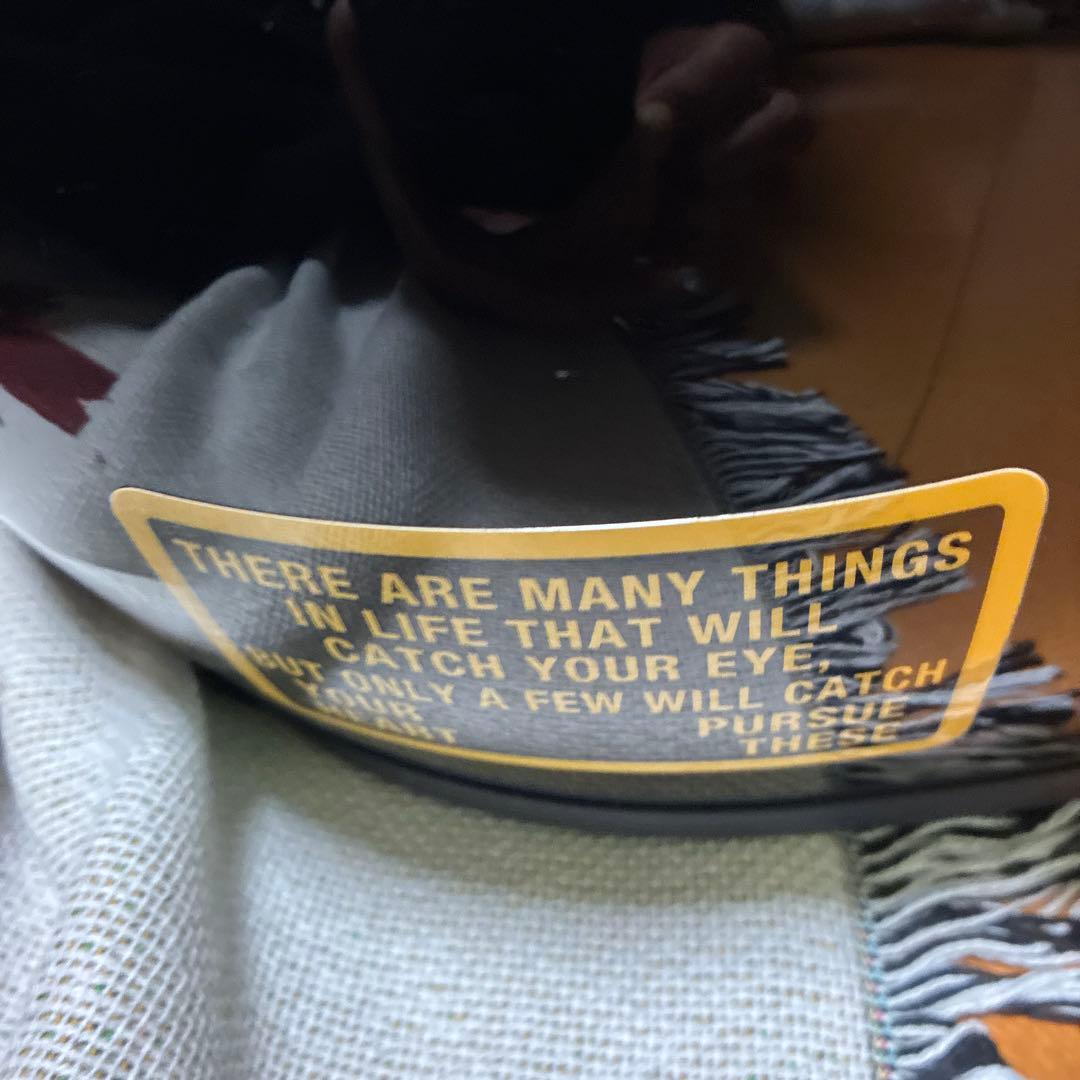 THERE ARE MANY THINGS
IN LIFE THAT WILL
CATCH YOUR EYE,
BUT ONLY A FEW WILL CATCH
YOUR PURSUE
HEART THESE